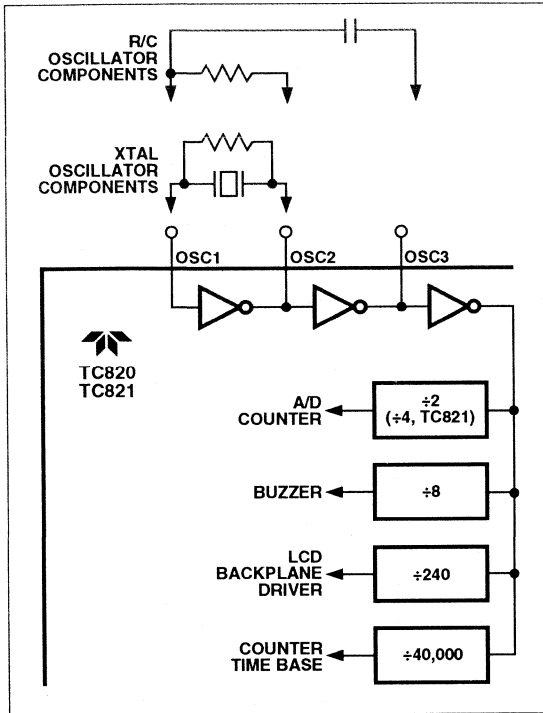 R/C
OSCILLATOR
COMPONENTS
XTAL
OSCILLATOR
COMPONENTS
OSC1
OSC2
OSC3
TC820
TC821
A/D
COUNTER
÷2
(÷4, TC821)
BUZZER
÷8
LCD
BACKPLANE
DRIVER
÷240
COUNTER
TIME BASE
÷40,000